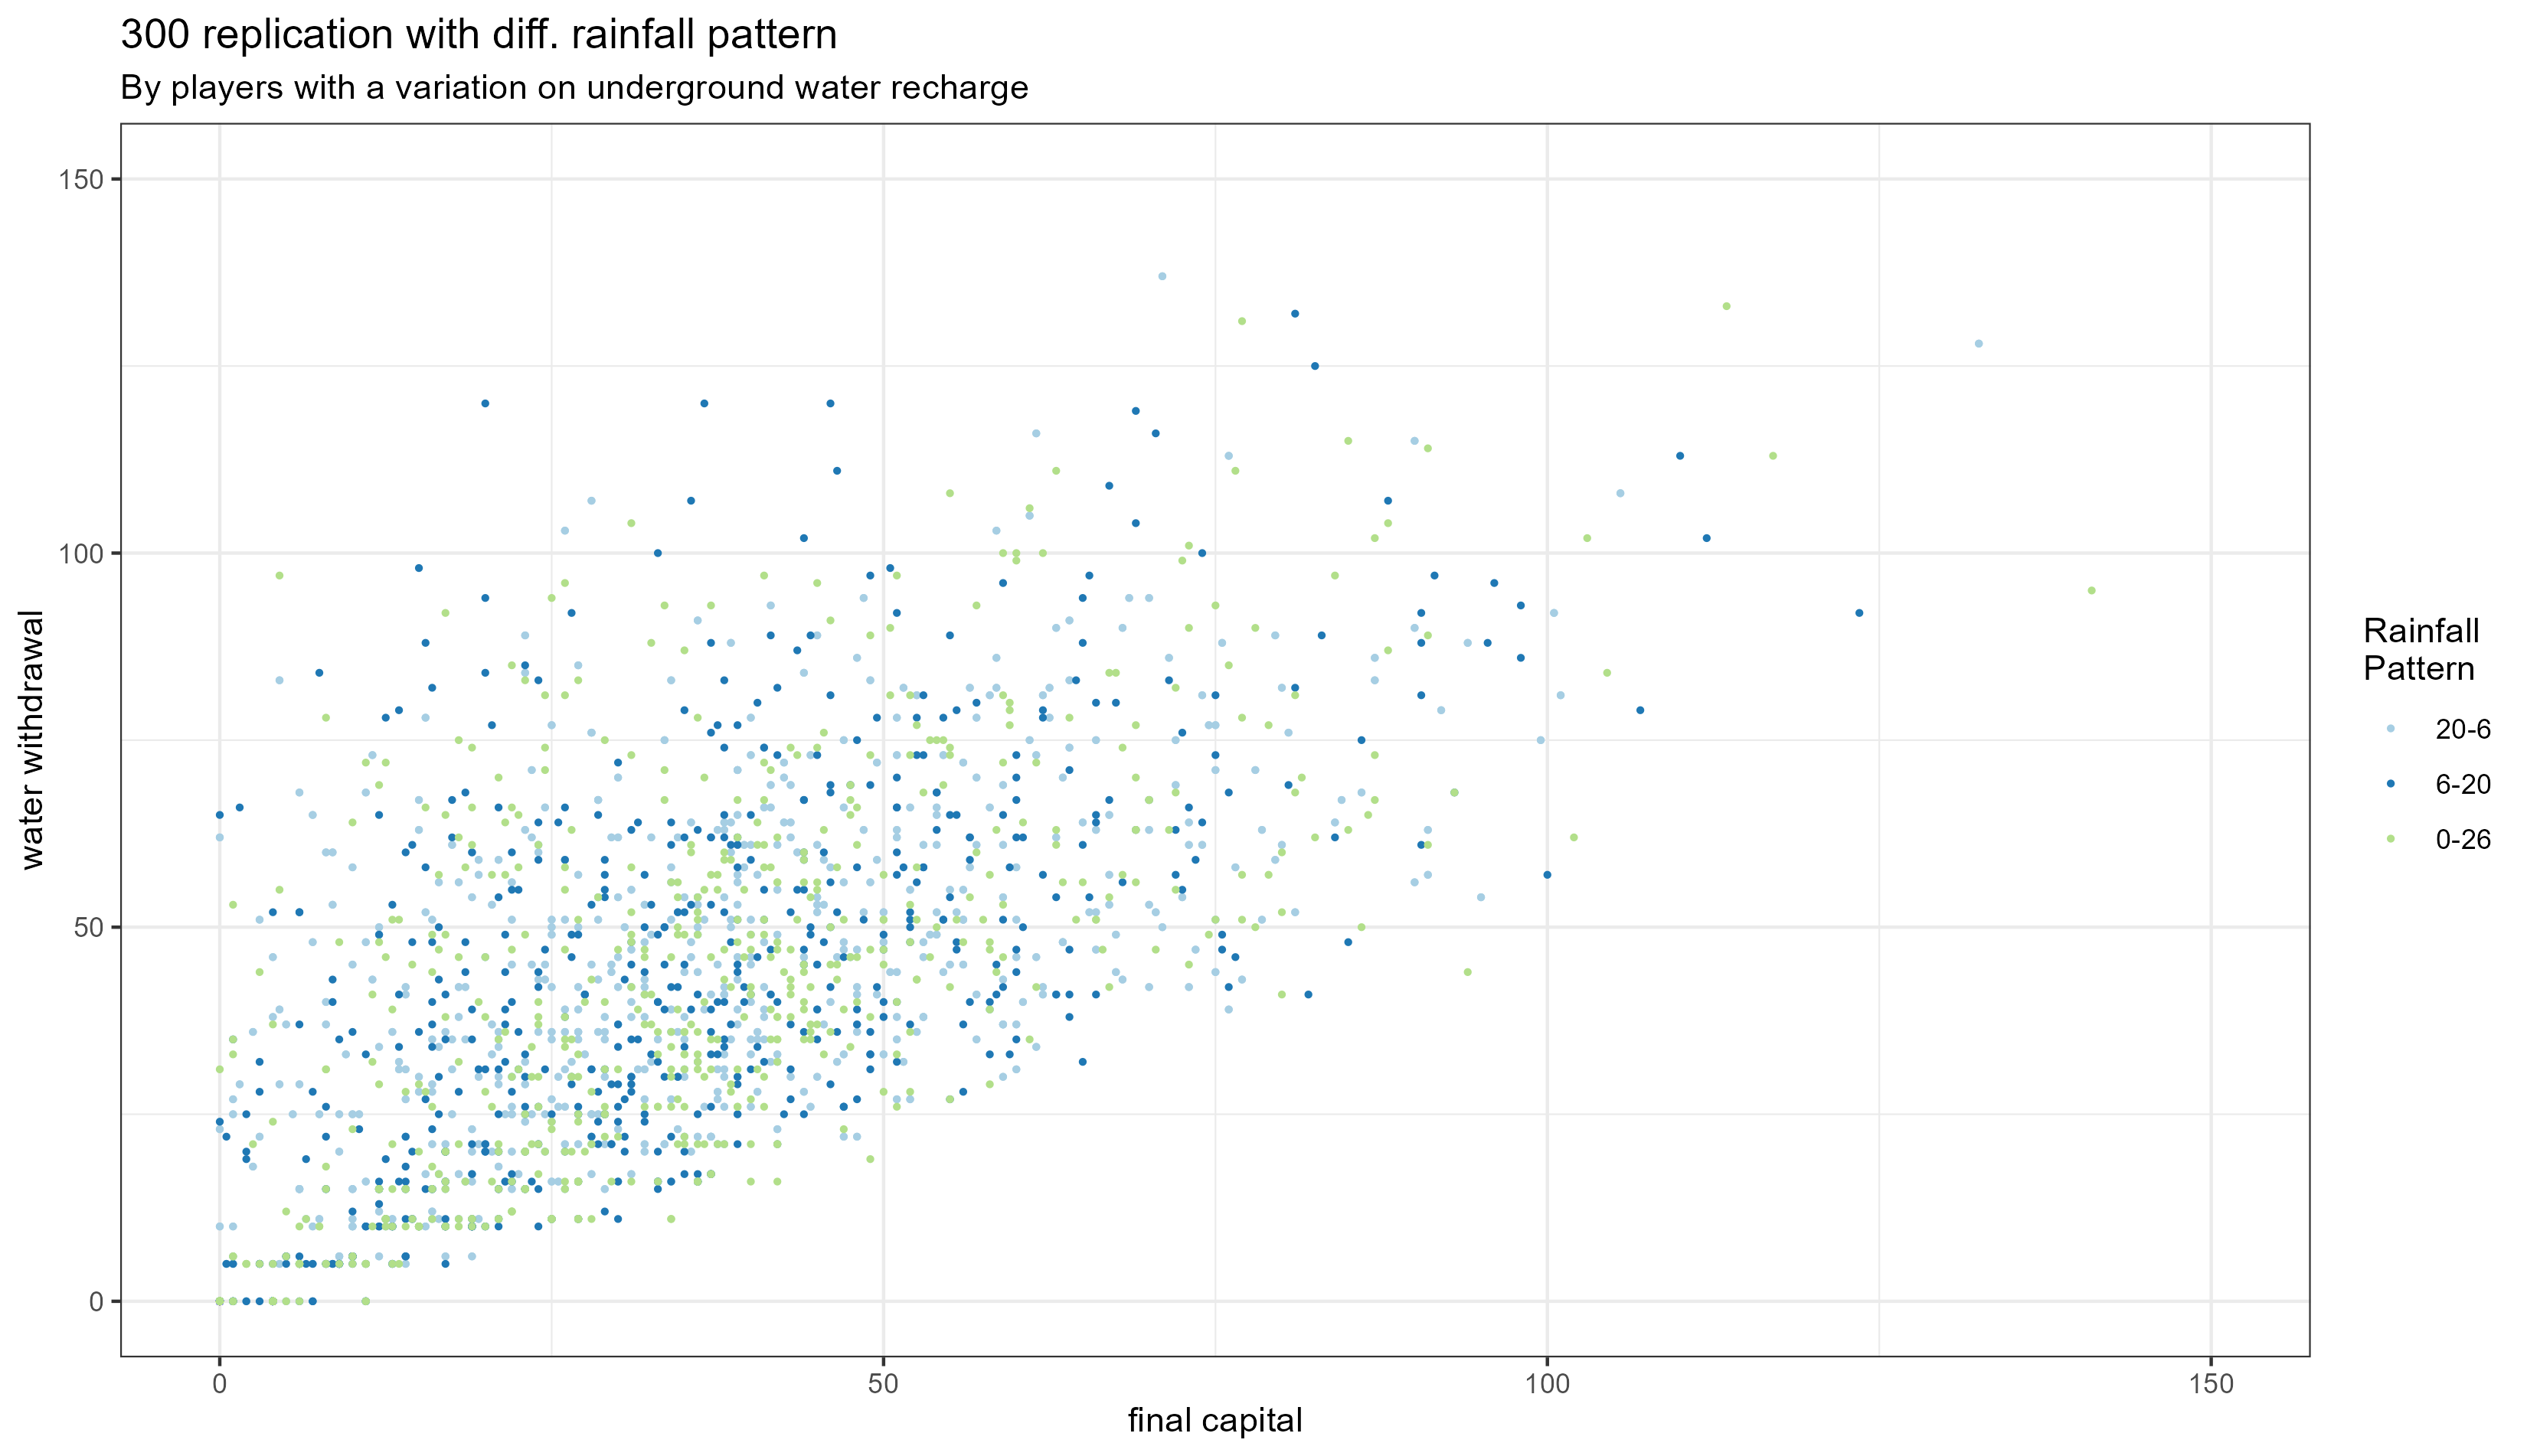 300 replication with diff. rainfall pattern
By players with a variation on underground water recharge
150
100
50
0
water withdrawal
0
50
100
150
final capital
Rainfall
Pattern
20-6
6-20
0-26